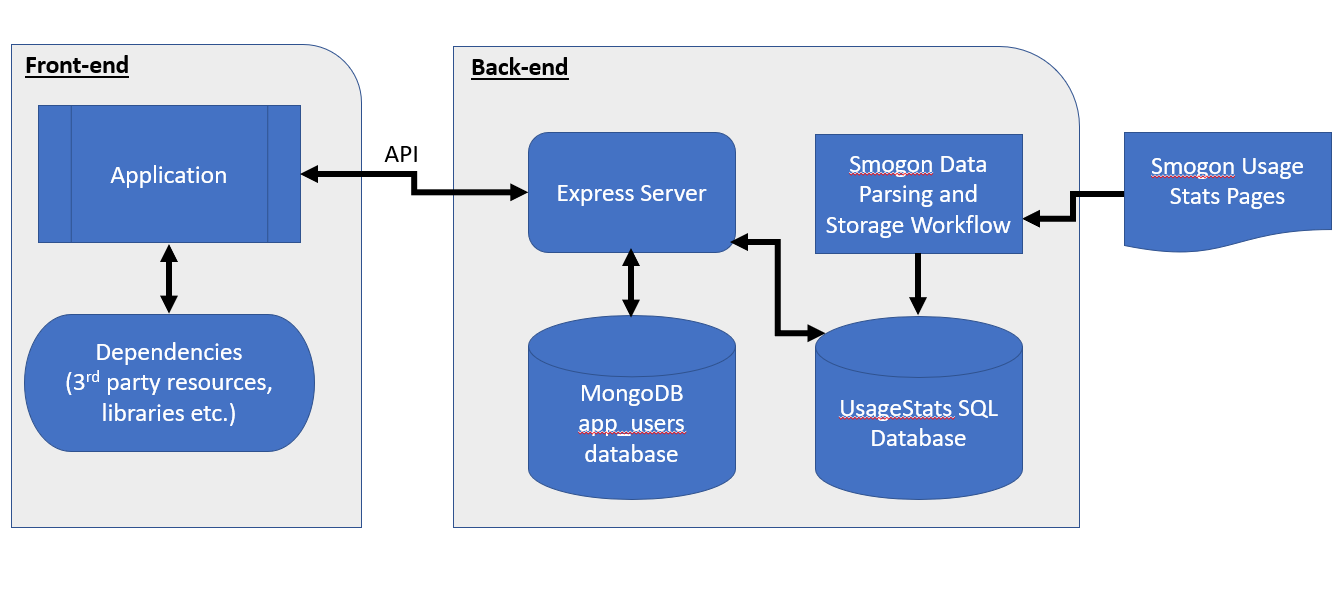 Front-end
Application
Dependencies
(3rd party resources,
libraries etc.)
API
Back-end
Express Server
MongoDB
app_users
database
Smogon Data
Parsing and
Storage Workflow
UsageStats SQL
Database
Smogon Usage
Stats Pages